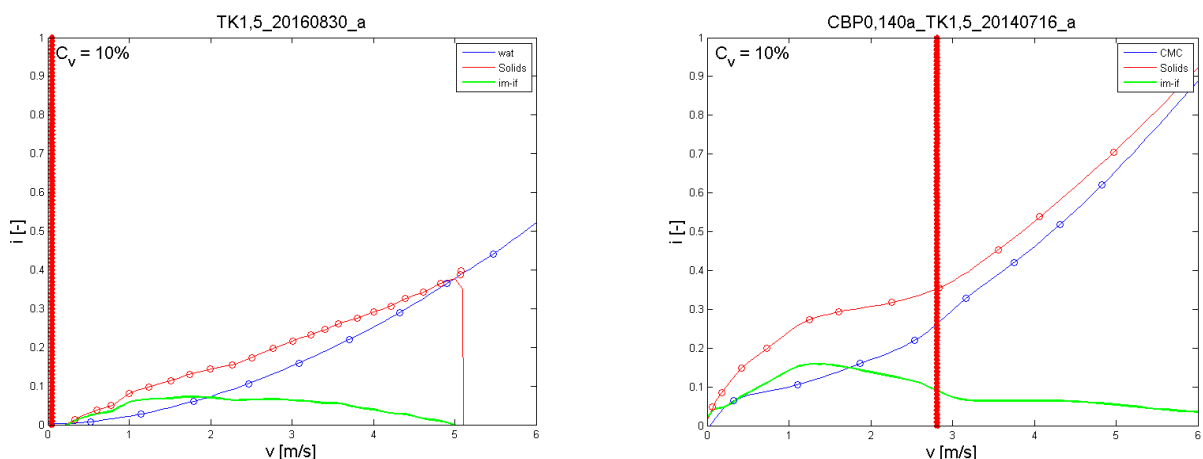 TK1,5_20160830_a
C_v = 10%
wat
Solids
im-if
1
0.9
0.8
0.7
0.6
0.5
0.4
0.3
0.2
0.1
0
i [-]
0 1 2 3 4 5 6
v [m/s]
CBP0,140a_TK1,5_20140716_a
C_v = 10%
CMC
Solids
im-if
1
0.9
0.8
0.7
0.6
0.5
0.4
0.3
0.2
0.1
0
i [-]
0 1 2 3 4 5 6
v [m/s]